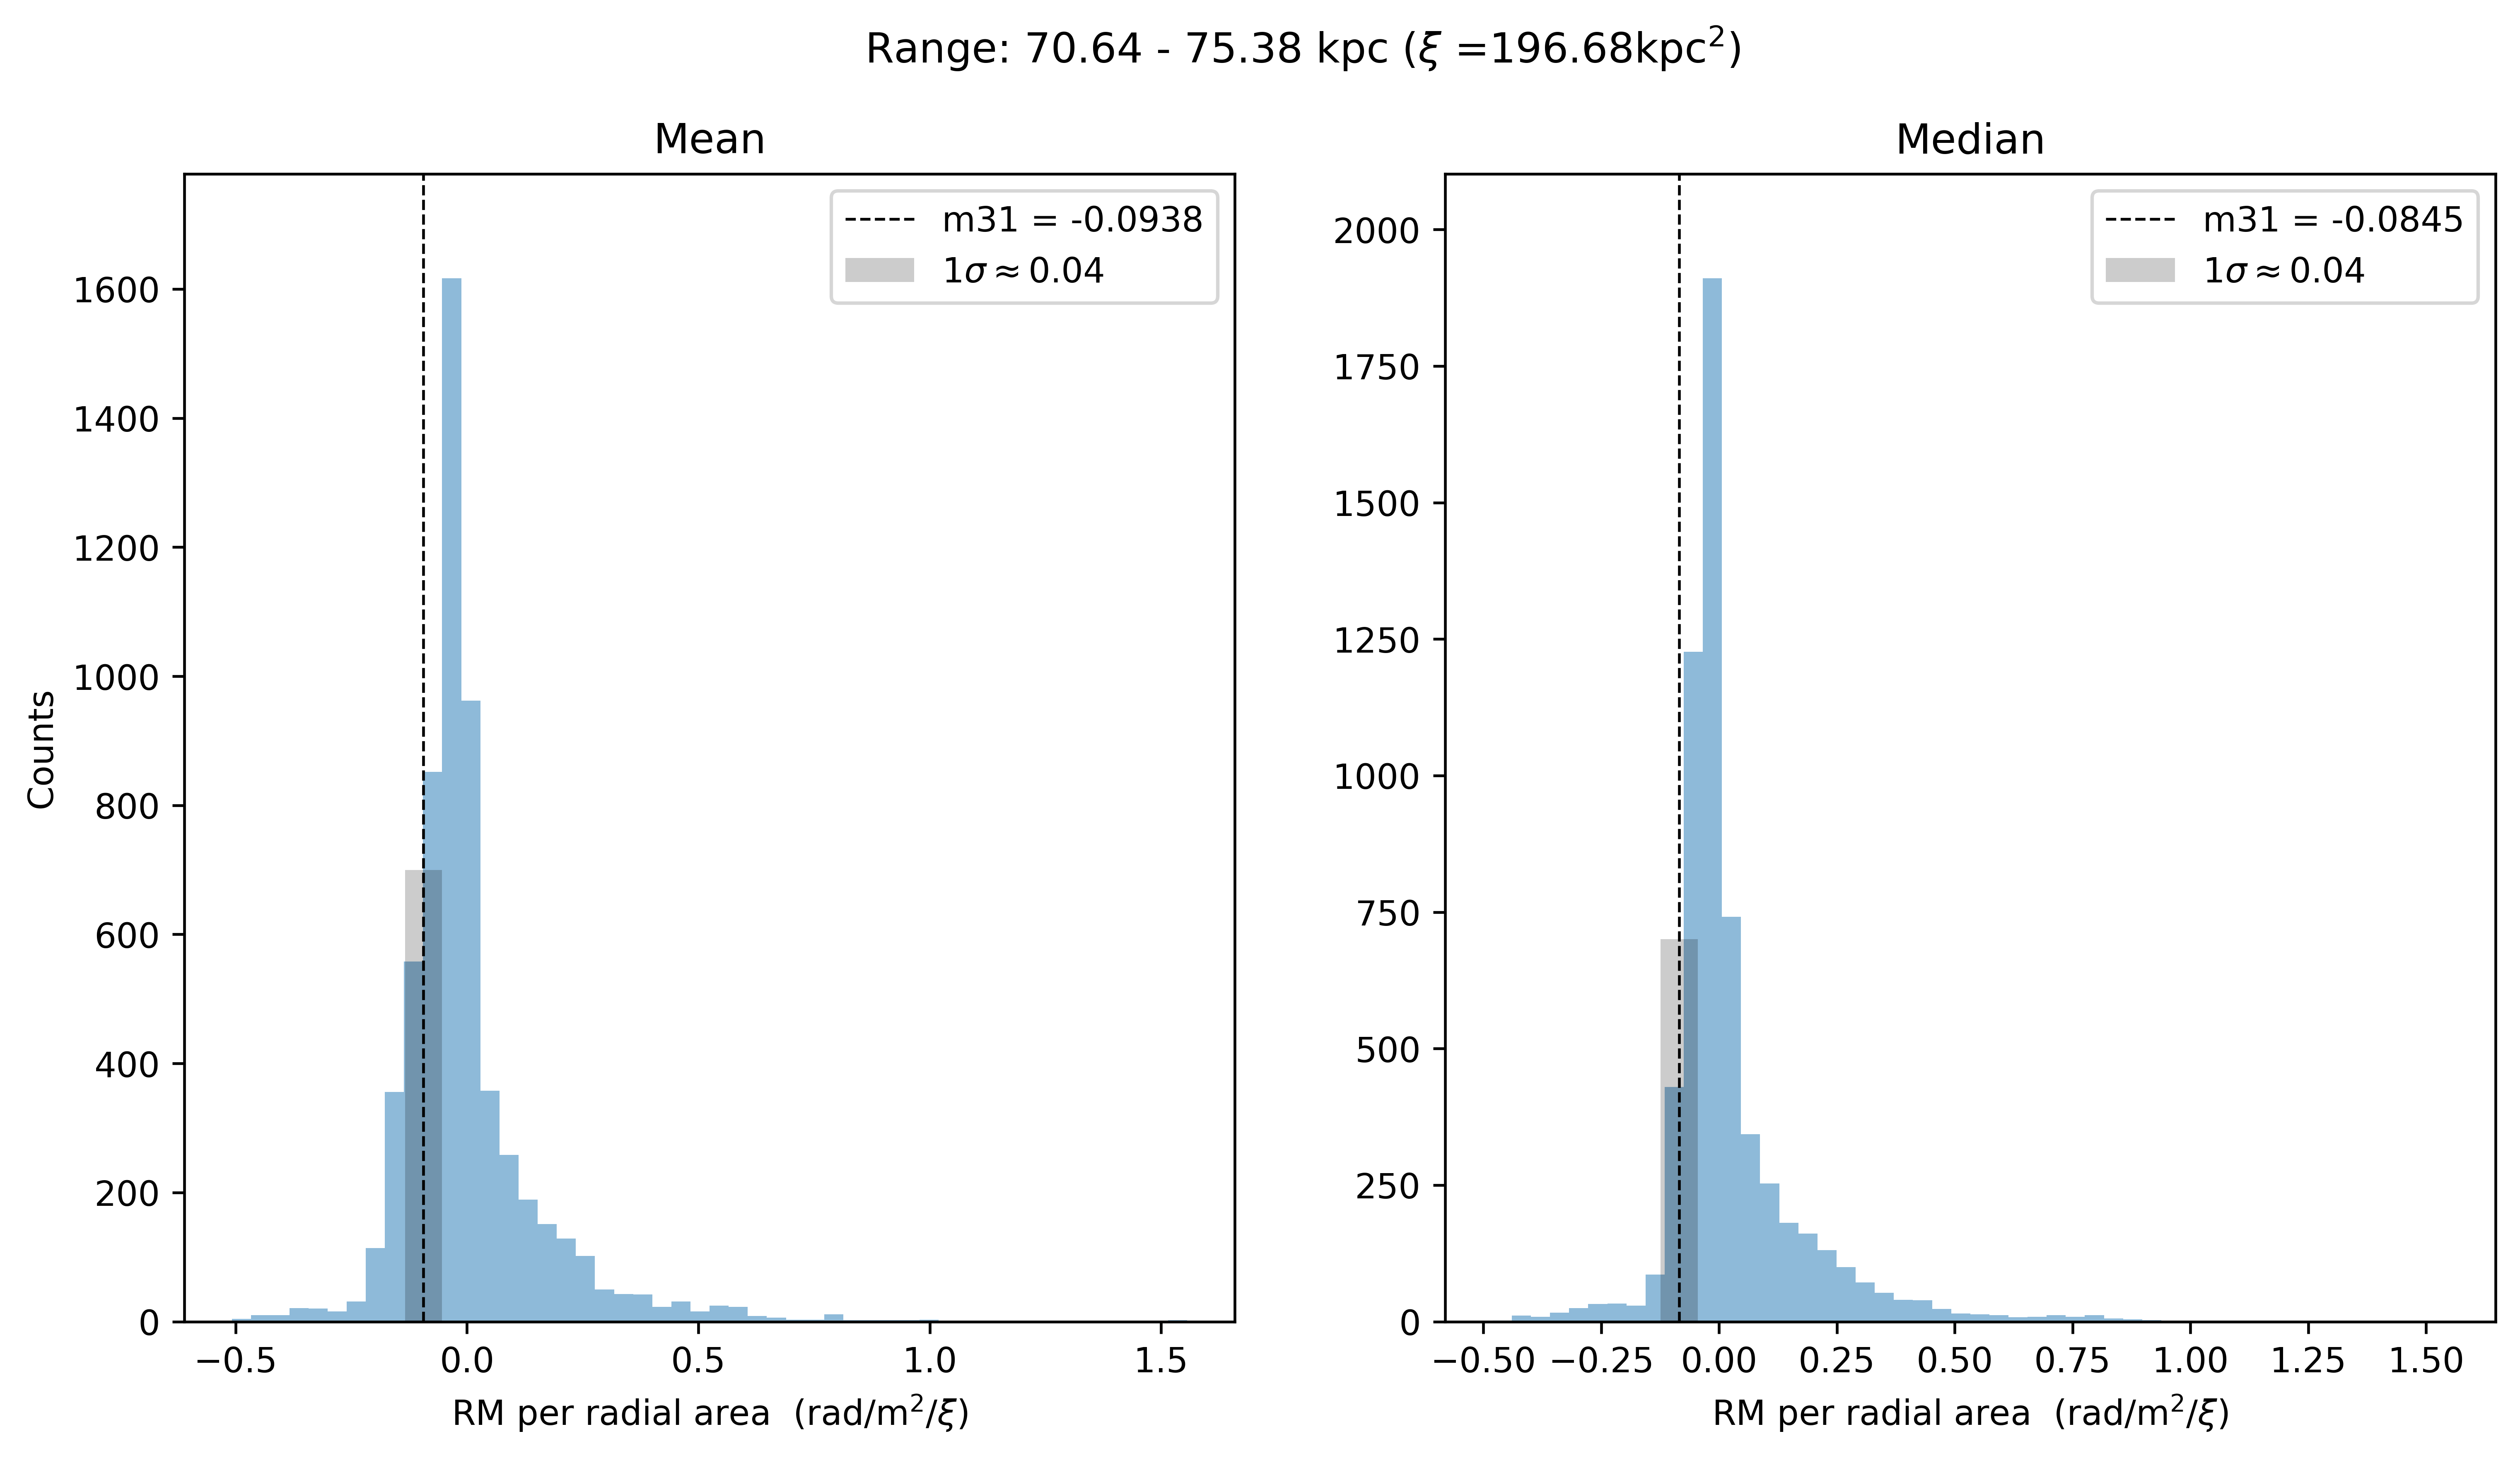 Range: 70.64 - 75.38 kpc (ξ =196.68kpc²)
Mean
m31 = -0.0938
1σ ≈ 0.04
1600
1400
1200
1000
800
600
400
200
0
Counts
−0.5 0.0 0.5 1.0 1.5
RM per radial area (rad/m²/ξ)
Median
m31 = -0.0845
1σ ≈ 0.04
2000
1750
1500
1250
1000
750
500
250
0
−0.50 −0.25 0.00 0.25 0.50 0.75 1.00 1.25 1.50
RM per radial area (rad/m²/ξ)